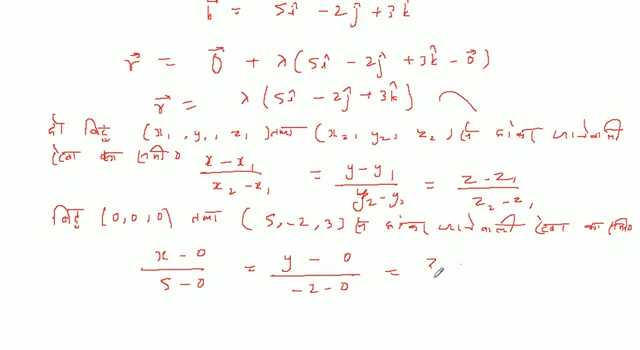 b⃗ = 5î − 2ĵ + 3k̂
r⃗ = 0⃗ + λ(5î − 2ĵ + 3k̂ − 0⃗)
r⃗ = λ(5î − 2ĵ + 3k̂)
दो बिंदु (x₁, y₁, z₁) तथा (x₂, y₂, z₂) से होकर जाने वाली
रेखा का समी०
(x − x₁)/(x₂ − x₁) = (y − y₁)/(y₂ − y₁) = (z − z₁)/(z₂ − z₁)
बिंदु (0, 0, 0) तथा (5, −2, 3) से होकर जाने वाली रेखा का समी०
(x − 0)/(5 − 0) = (y − 0)/(−2 − 0) =